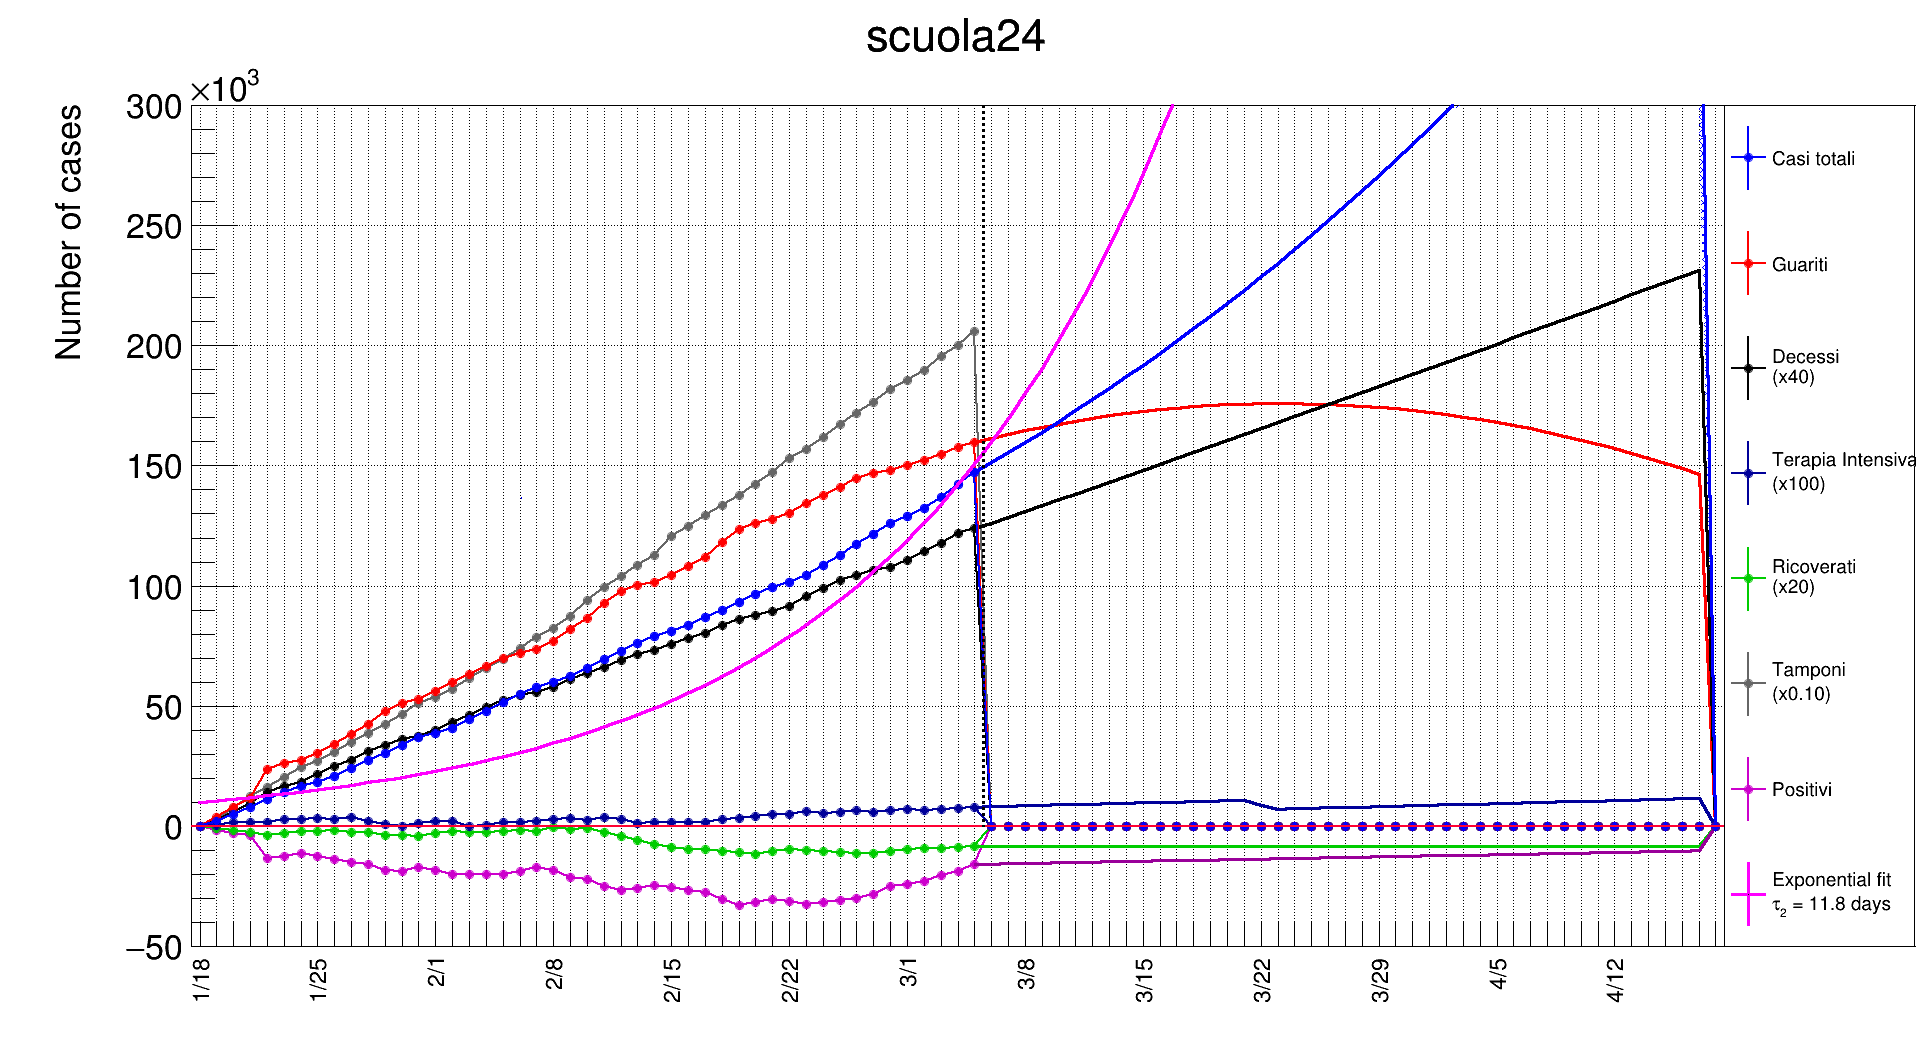 scuola24
×10³
Number of cases
300
250
200
150
100
50
0
−50
1/18
1/25
2/1
2/8
2/15
2/22
3/1
3/8
3/15
3/22
3/29
4/5
4/12
Casi totali
Guariti
Decessi
(x40)
Terapia Intensiva
(x100)
Ricoverati
(x20)
Tamponi
(x0.10)
Positivi
Exponential fit
τ₂ = 11.8 days